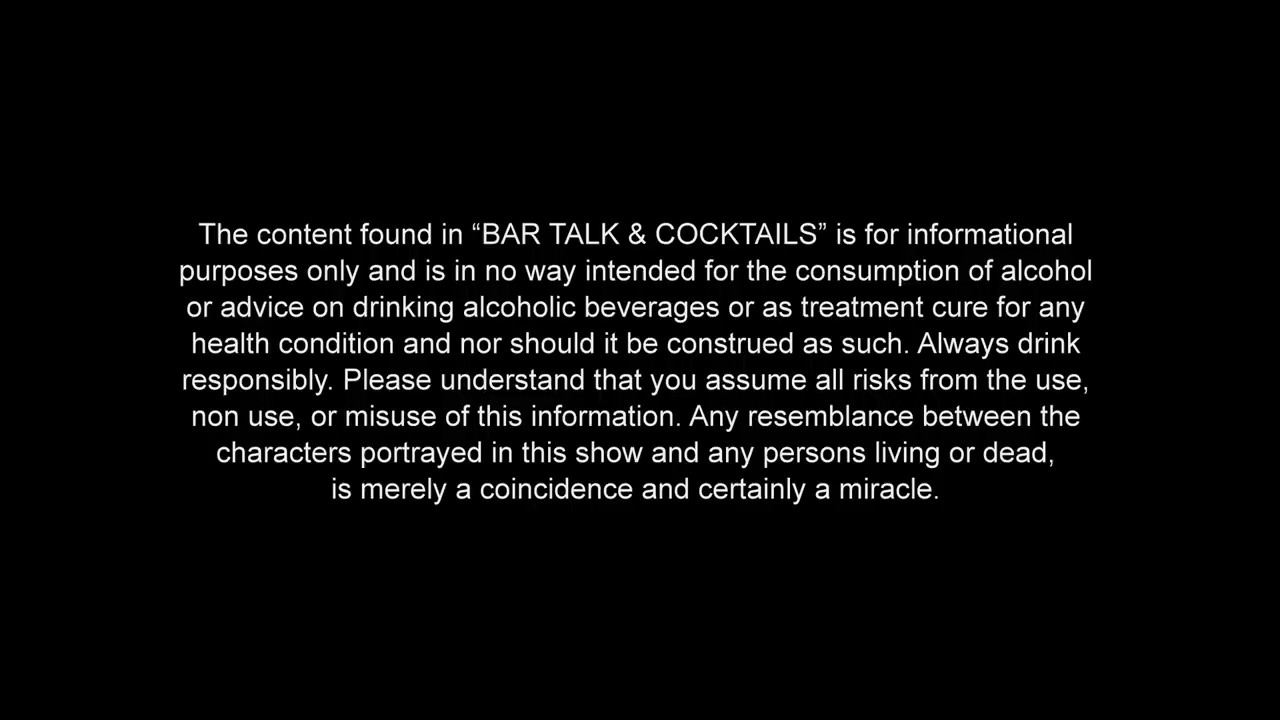 The content found in “BAR TALK & COCKTAILS” is for informational
purposes only and is in no way intended for the consumption of alcohol
or advice on drinking alcoholic beverages or as treatment cure for any
health condition and nor should it be construed as such. Always drink
responsibly. Please understand that you assume all risks from the use,
non use, or misuse of this information. Any resemblance between the
characters portrayed in this show and any persons living or dead,
is merely a coincidence and certainly a miracle.